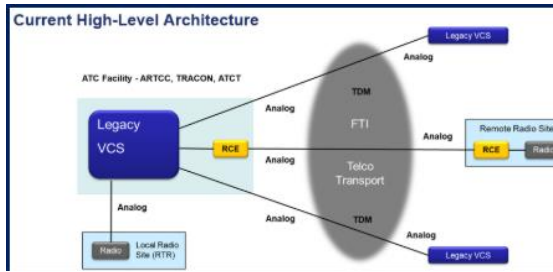 Current High-Level Architecture
Legacy VCS
Analog
ATC Facility - ARTCC, TRACON, ATCT
TDM
Analog
Legacy
VCS
FTI
Analog
Remote Radio Site
RCE
RCE
Radio
Analog
Telco
Transport
Analog
TDM
Analog
Analog
Radio
Local Radio
Site (RTR)
Legacy VCS